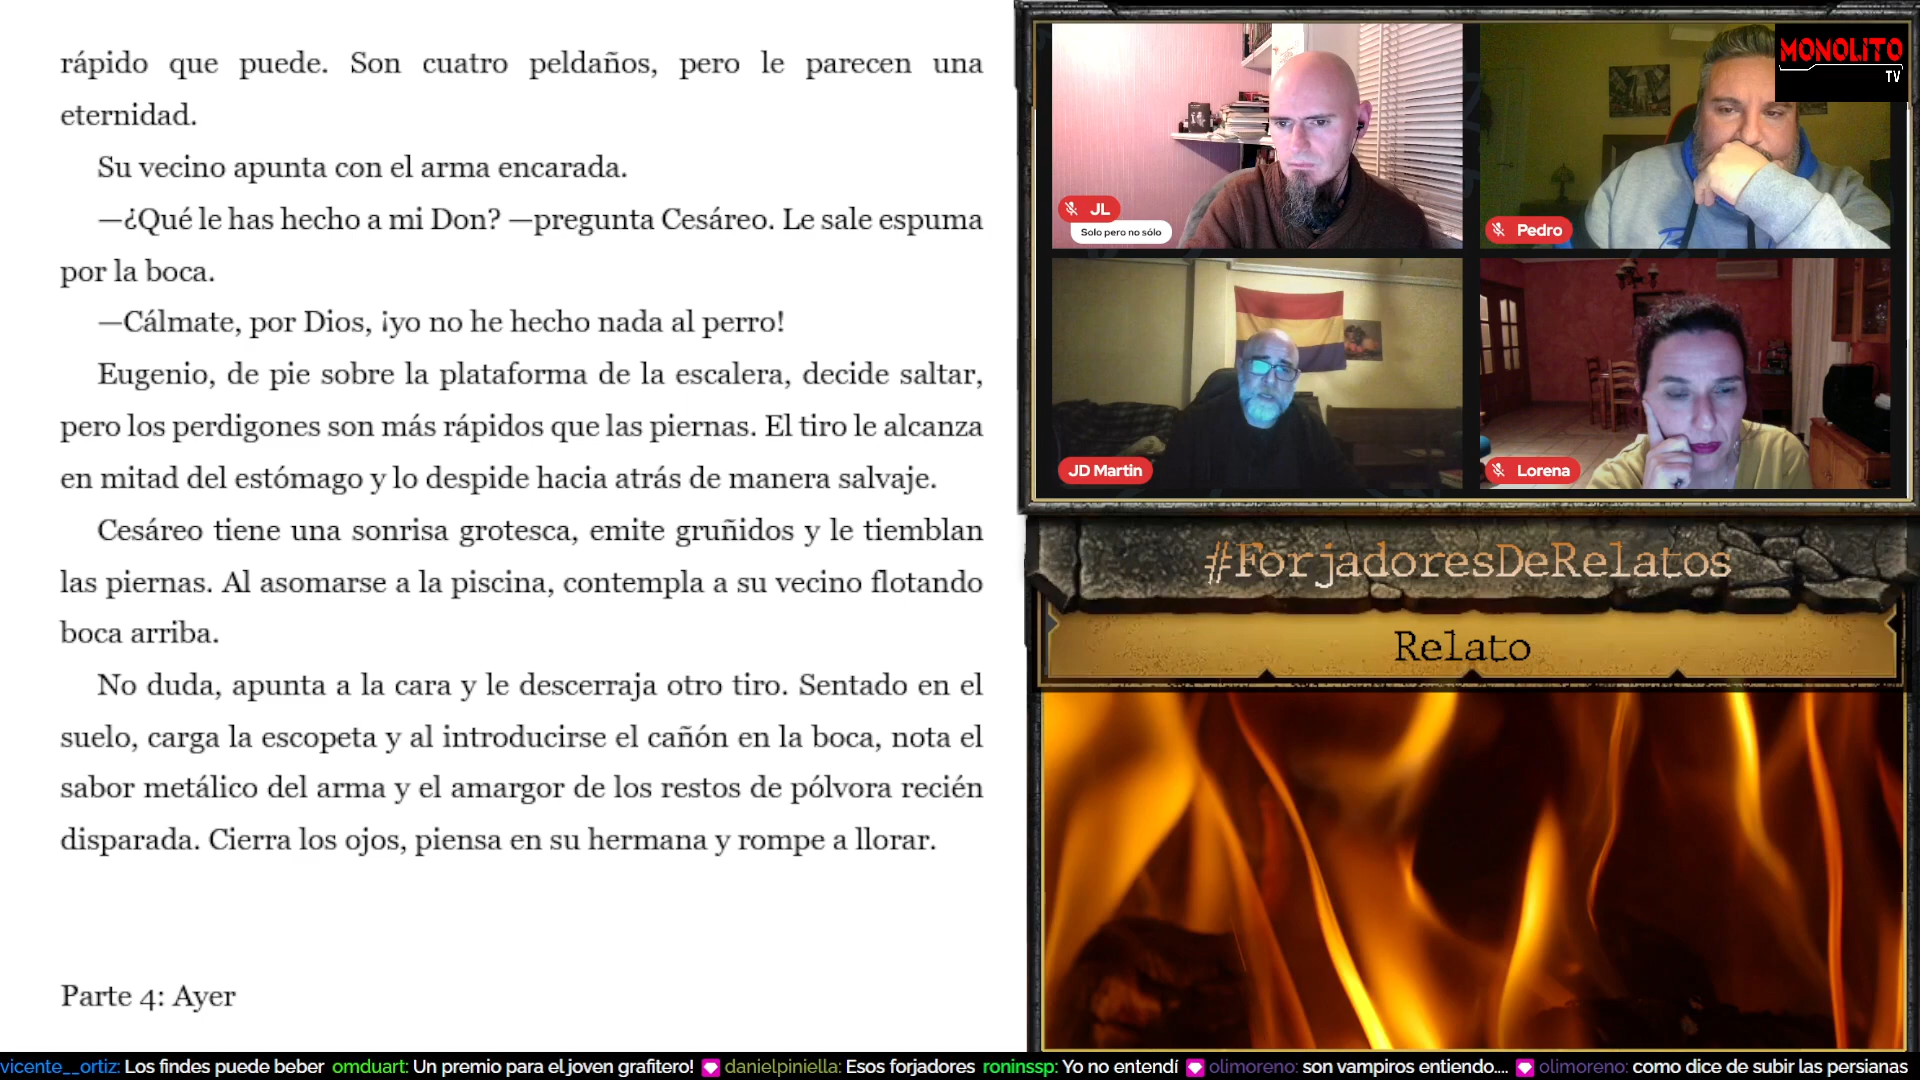 rápido que puede. Son cuatro peldaños, pero le parecen una
eternidad.
Su vecino apunta con el arma encarada.
—¿Qué le has hecho a mi Don? —pregunta Cesáreo. Le sale espuma
por la boca.
—Cálmate, por Dios, ¡yo no he hecho nada al perro!
Eugenio, de pie sobre la plataforma de la escalera, decide saltar,
pero los perdigones son más rápidos que las piernas. El tiro le alcanza
en mitad del estómago y lo despide hacia atrás de manera salvaje.
Cesáreo tiene una sonrisa grotesca, emite gruñidos y le tiemblan
las piernas. Al asomarse a la piscina, contempla a su vecino flotando
boca arriba.
No duda, apunta a la cara y le descerraja otro tiro. Sentado en el
suelo, carga la escopeta y al introducirse el cañón en la boca, nota el
sabor metálico del arma y el amargor de los restos de pólvora recién
disparada. Cierra los ojos, piensa en su hermana y rompe a llorar.
Parte 4: Ayer
MONOLITO
TV
JL
Solo pero no sólo
Pedro
JD Martin
Lorena
#ForjadoresDeRelatos
Relato
vicente__ortiz: Los findes puede beber omduart: Un premio para el joven grafitero! danielpiniella: Esos forjadores roninssp: Yo no entendí olimoreno: son vampiros entiendo.... olimoreno: como dice de subir las persianas